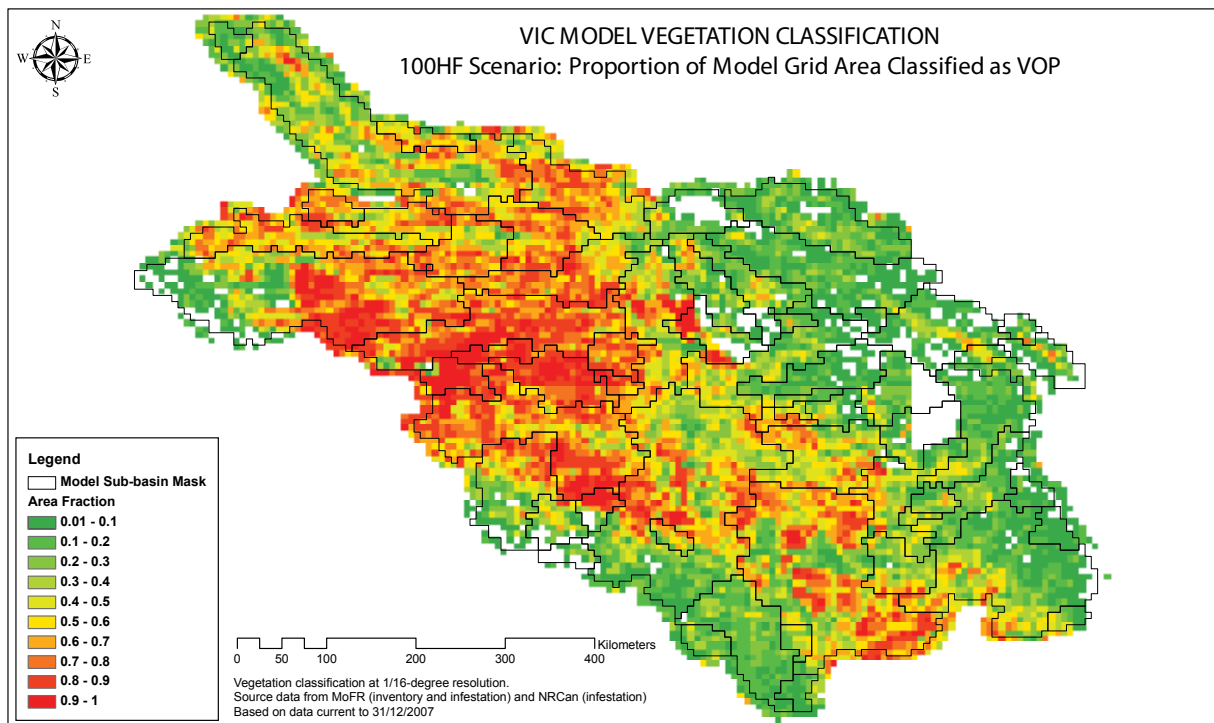 VIC MODEL VEGETATION CLASSIFICATION
100HF Scenario: Proportion of Model Grid Area Classified as VOP
N
W E
S
Legend
Model Sub-basin Mask
Area Fraction
0.01 - 0.1
0.1 - 0.2
0.2 - 0.3
0.3 - 0.4
0.4 - 0.5
0.5 - 0.6
0.6 - 0.7
0.7 - 0.8
0.8 - 0.9
0.9 - 1
Kilometers
0 50 100 200 300 400
Vegetation classification at 1/16-degree resolution.
Source data from MoFR (inventory and infestation) and NRCan (infestation)
Based on data current to 31/12/2007